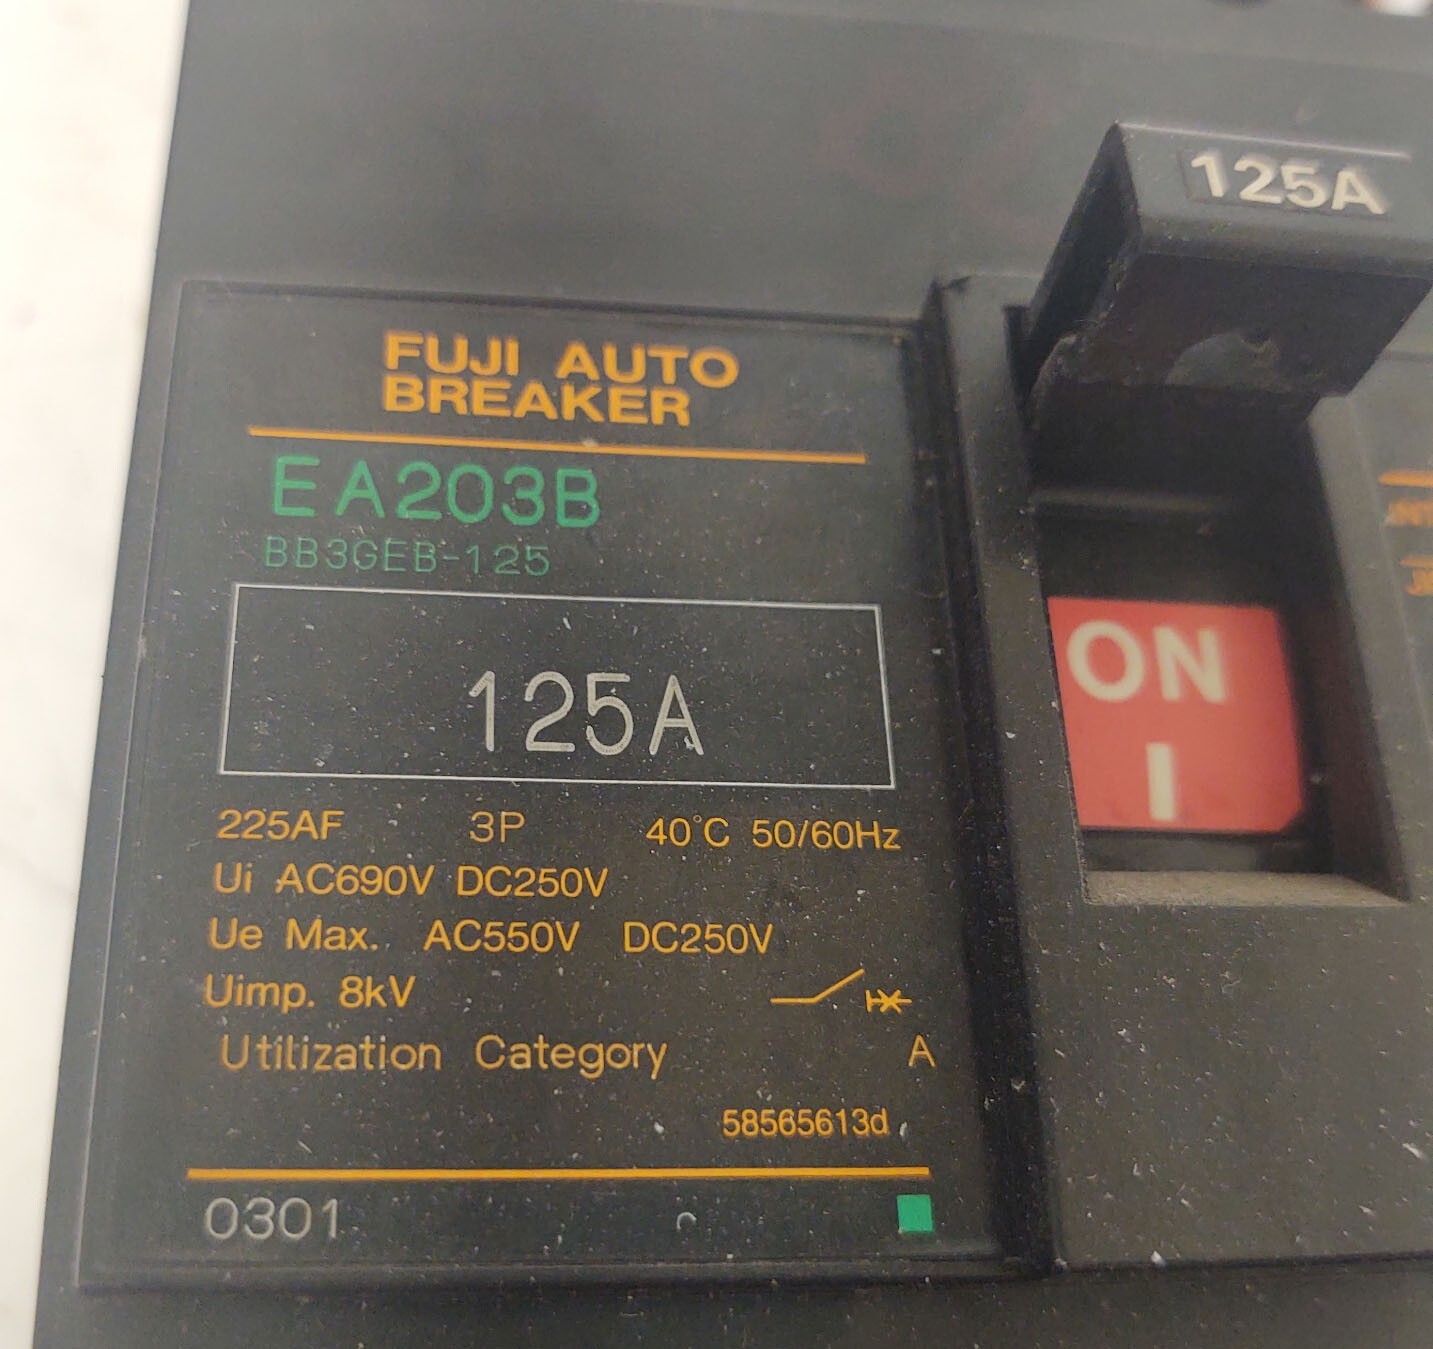 125A
FUJI AUTO
BREAKER
EA203B
BB3GEB-125
125A
225AF 3P 40°C 50/60Hz
Ui AC690V DC250V
Ue Max. AC550V DC250V
Uimp. 8kV
Utilization Category A
58565613d
0301
ON
I